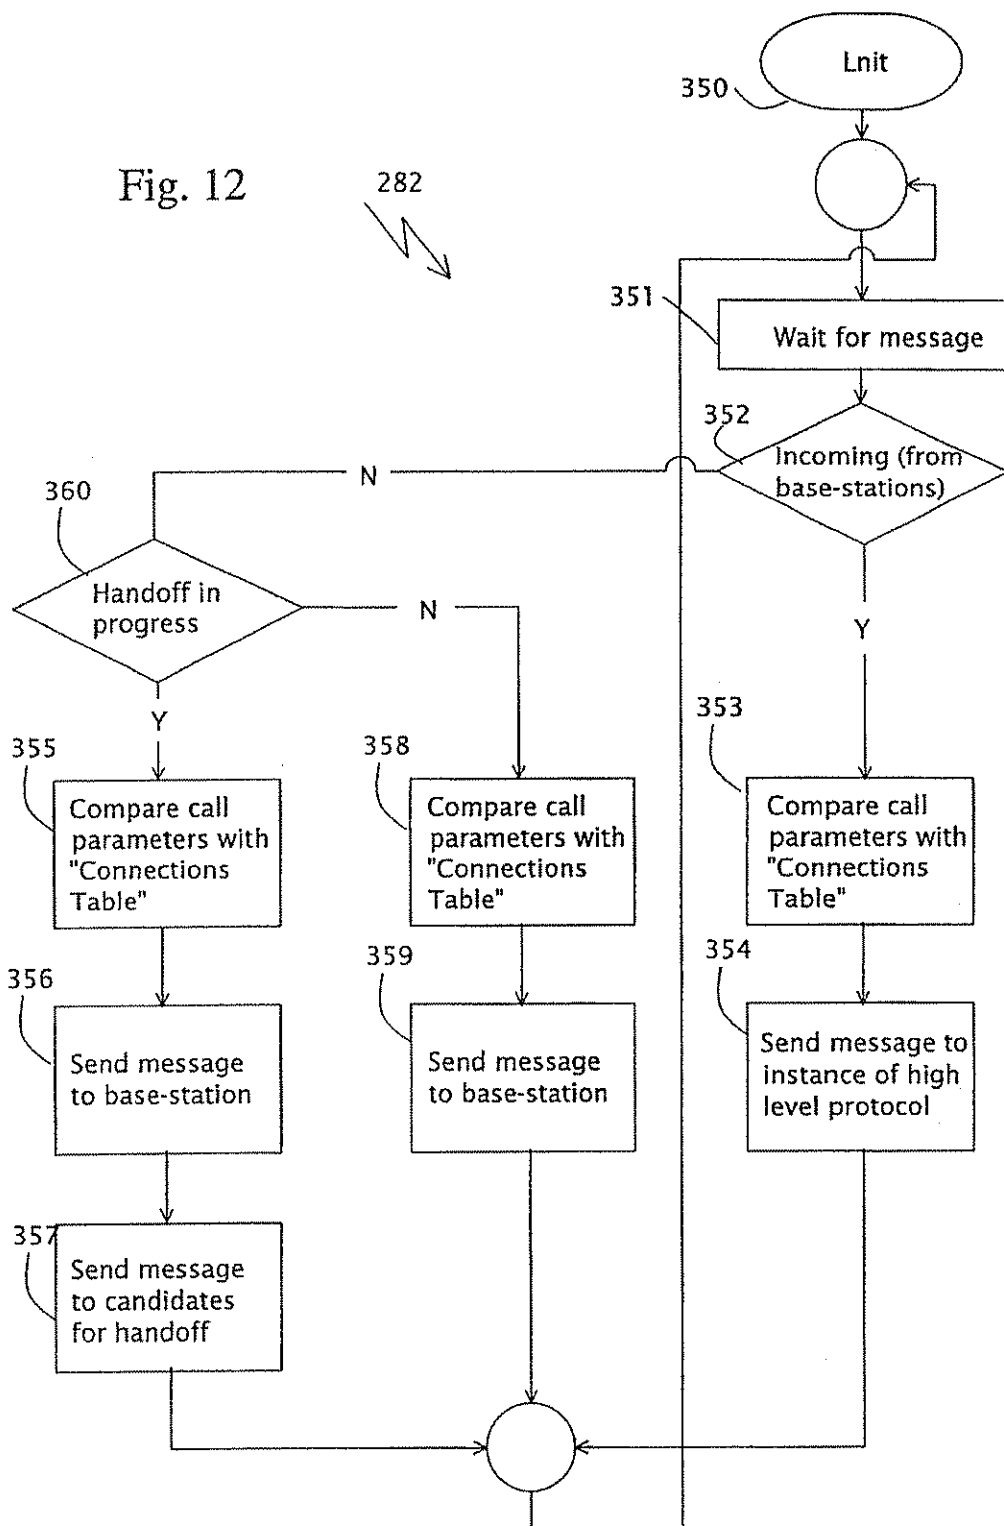 Lnit
350
Fig. 12
282
351
Wait for message
352
Incoming (from
base-stations)
N
360
Handoff in
progress
N
Y
Y
355
Compare call
parameters with
"Connections
Table"
358
Compare call
parameters with
"Connections
Table"
353
Compare call
parameters with
"Connections
Table"
356
Send message
to base-station
359
Send message
to base-station
354
Send message to
instance of high
level protocol
357
Send message
to candidates
for handoff